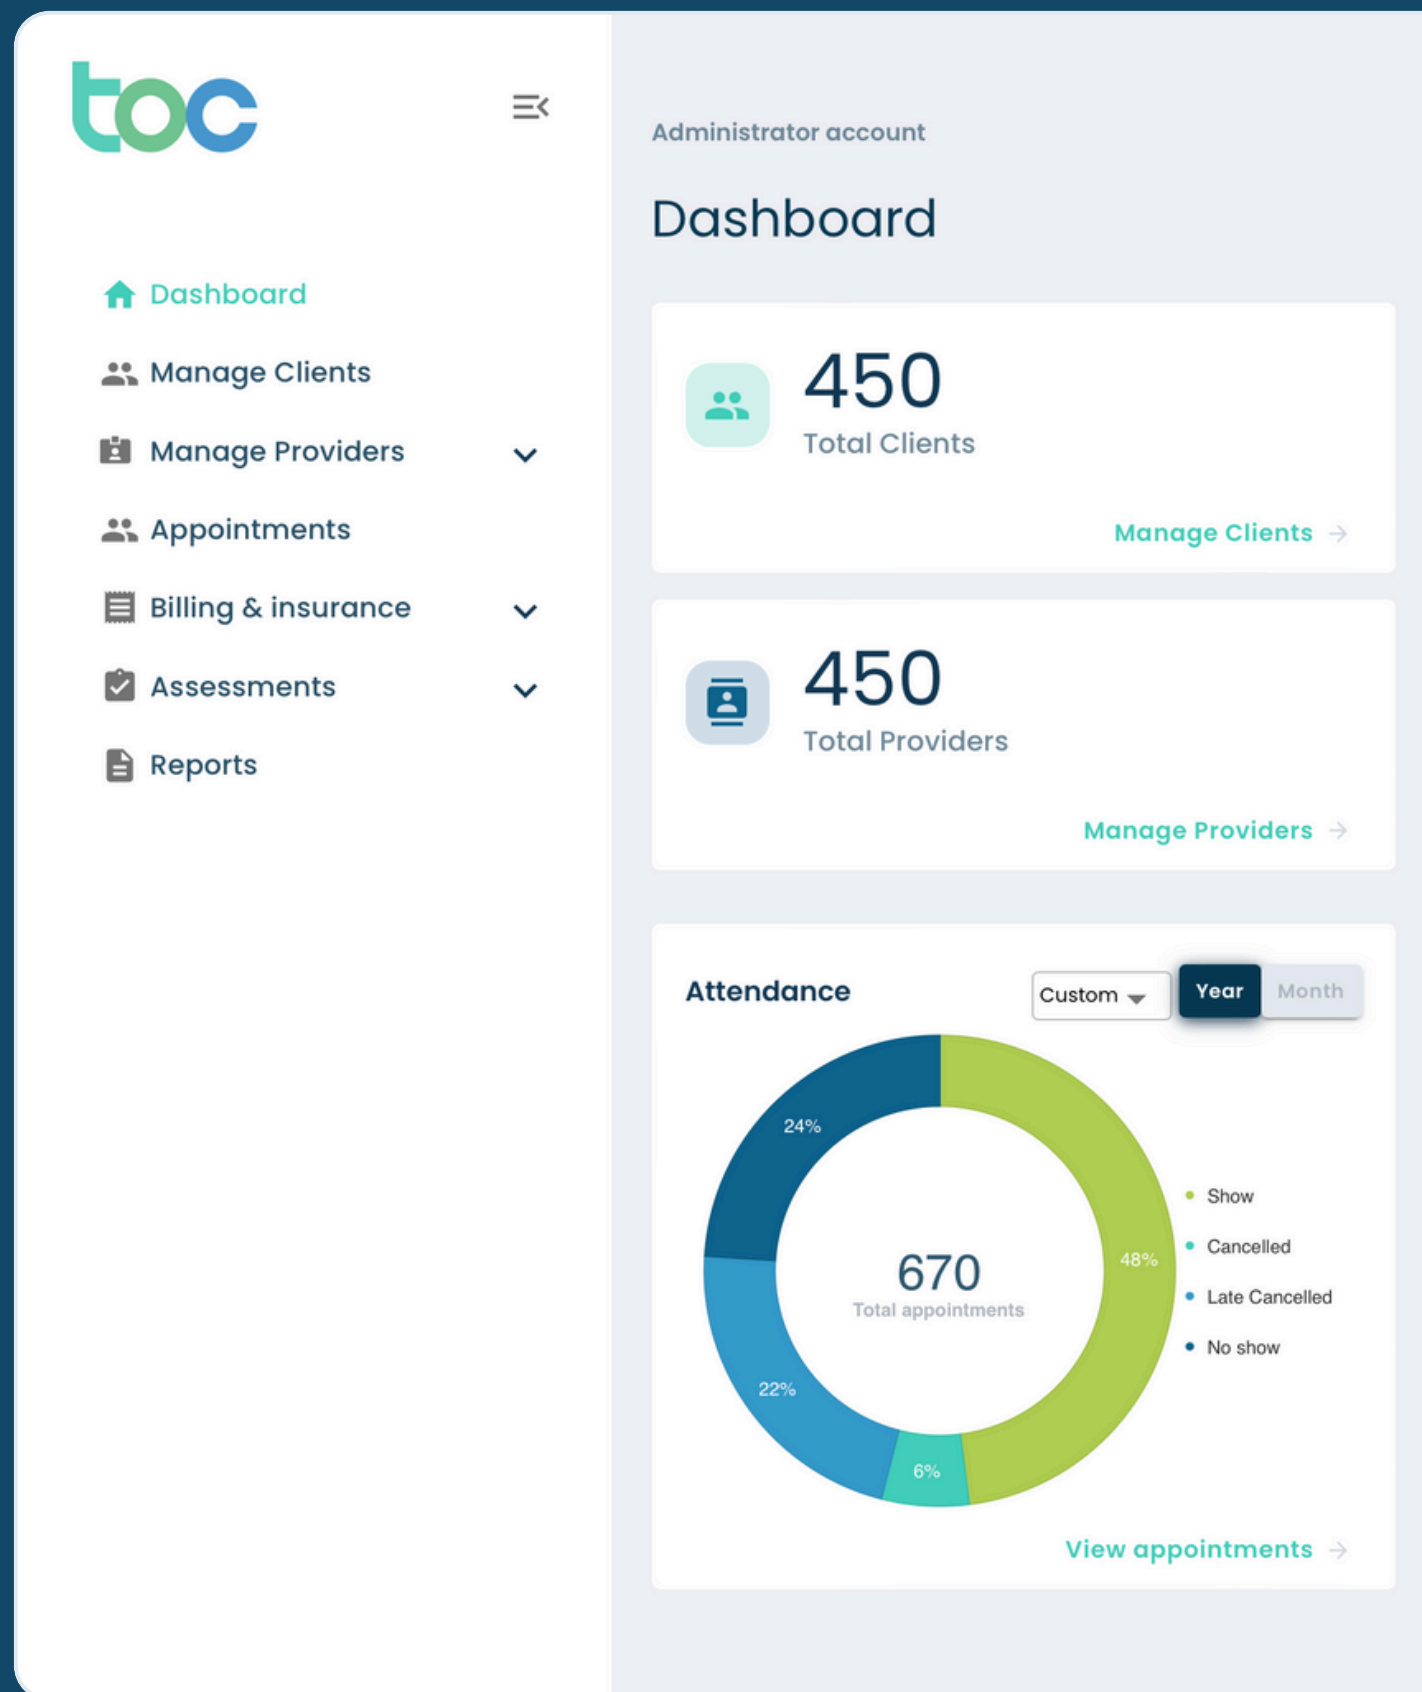 toc
Dashboard
Manage Clients
Manage Providers
Appointments
Billing & insurance
Assessments
Reports
Administrator account
Dashboard
450
Total Clients
Manage Clients
450
Total Providers
Manage Providers
Attendance
Custom
Year
Month
24%
48%
22%
6%
670
Total appointments
Show
Cancelled
Late Cancelled
No show
View appointments